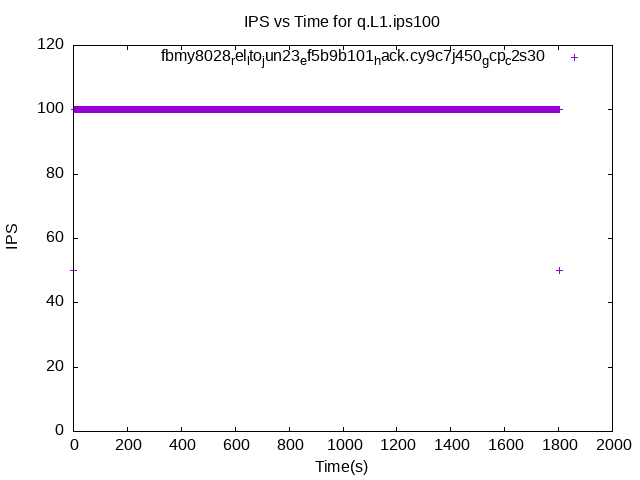 IPS vs Time for q.L1.ips100
120
fbmy8028relltojun23ef5b9b101hack.cy9c7j450gcpc2s30
100
80
60
IPS
40
20
0
0 200 400 600 800 1000 1200 1400 1600 1800 2000
Time(s)